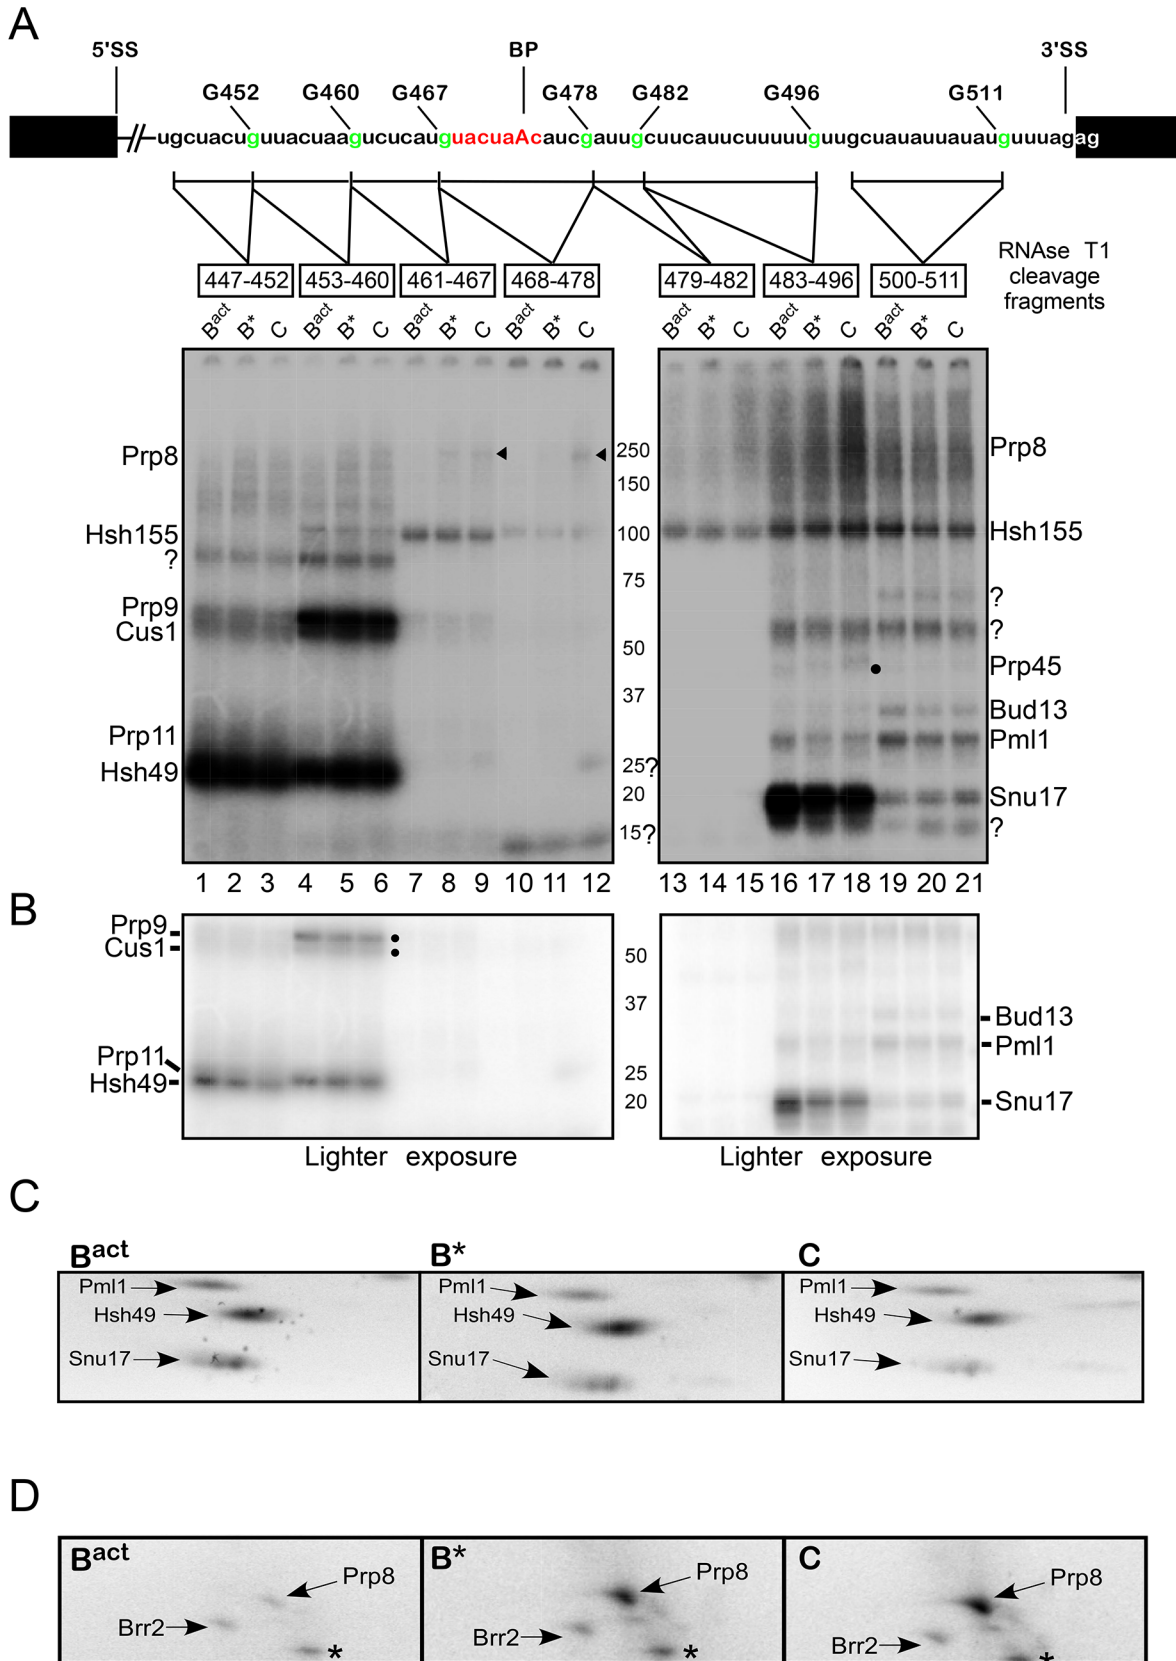 A
5'SS BP 3'SS
G452 G460 G467 G478 G482 G496 G511
ugcuacuguuacuaagucucauguacuaAcaucgauugcuucauucuuuuuguugcuauauuauauguuuagag
447-452 453-460 461-467 468-478 479-482 483-496 500-511
RNAse T1
cleavage
fragments
Bact B* C Bact B* C Bact B* C Bact B* C Bact B* C Bact B* C Bact B* C
Prp8 250 Prp8
150
Hsh155 100 Hsh155
?
75 ?
Prp9 ?
Cus1
50 Prp45
37 Bud13
Prp11 Pml1
Hsh49 25?
20 Snu17
15? ?
1 2 3 4 5 6 7 8 9 10 11 12 13 14 15 16 17 18 19 20 21
B
Prp9
Cus1 50
37 Bud13
Prp11 Pml1
Hsh49 25
20 Snu17
Lighter exposure Lighter exposure
C
Bact B* C
Pml1 Pml1 Pml1
Hsh49 Hsh49 Hsh49
Snu17 Snu17 Snu17
D
Bact B* C
Prp8 Prp8 Prp8
Brr2 Brr2 Brr2
* * *